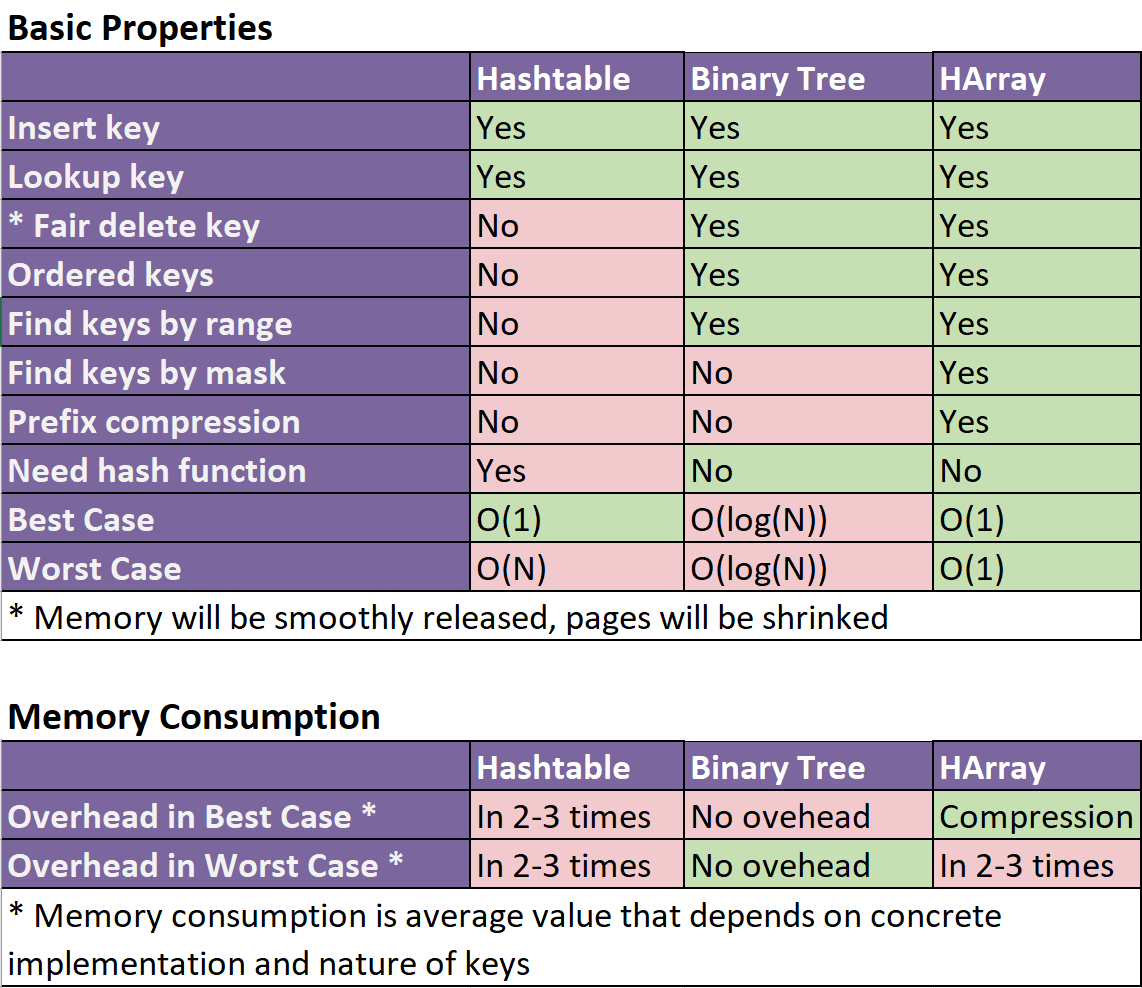 Basic Properties
Hashtable Binary Tree HArray
Insert key Yes Yes Yes
Lookup key Yes Yes Yes
* Fair delete key No Yes Yes
Ordered keys No Yes Yes
Find keys by range No Yes Yes
Find keys by mask No No Yes
Prefix compression No No Yes
Need hash function Yes No No
Best Case O(1) O(log(N)) O(1)
Worst Case O(N) O(log(N)) O(1)
* Memory will be smoothly released, pages will be shrinked
Memory Consumption
Hashtable Binary Tree HArray
Overhead in Best Case * In 2-3 times No ovehead Compression
Overhead in Worst Case * In 2-3 times No ovehead In 2-3 times
* Memory consumption is average value that depends on concrete
implementation and nature of keys